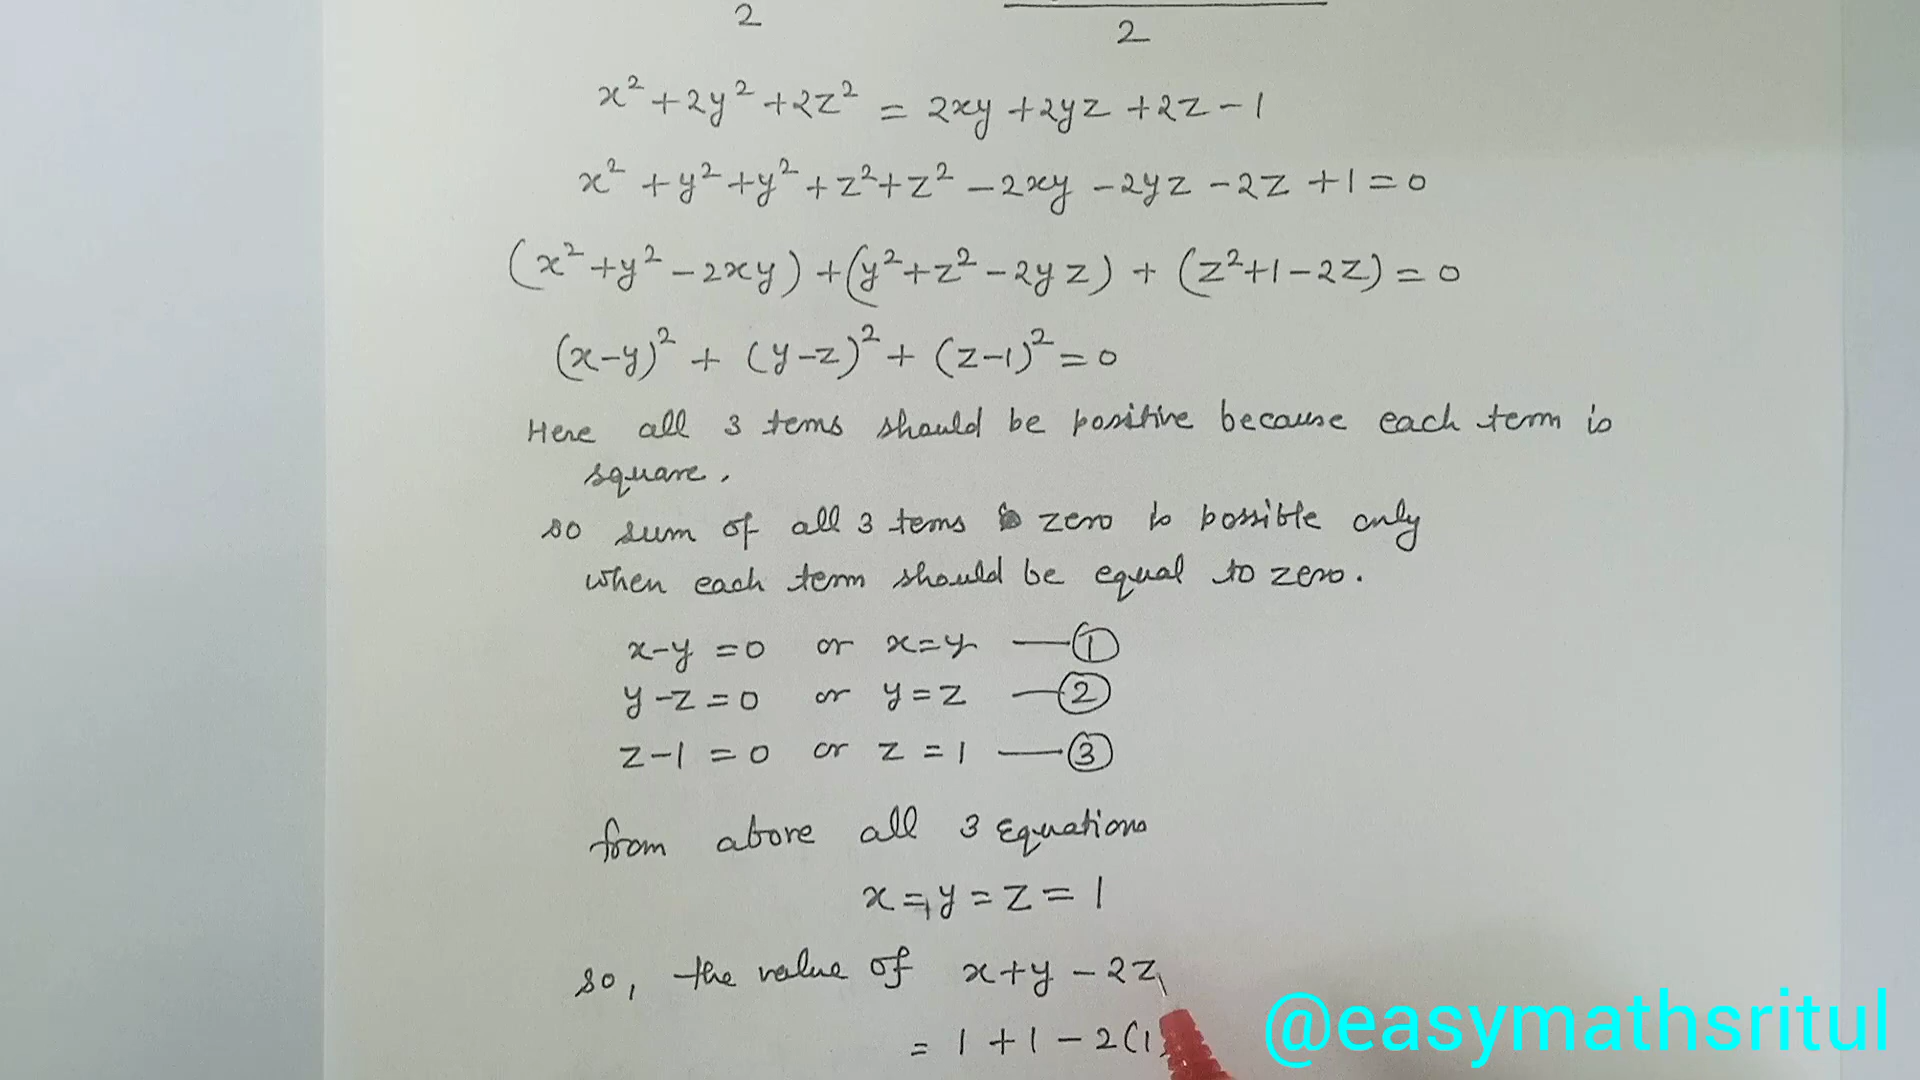 2 2
x² + 2y² + 2z² = 2xy + 2yz + 2z - 1
x² + y² + y² + z² + z² - 2xy - 2yz - 2z + 1 = 0
(x² + y² - 2xy) + (y² + z² - 2yz) + (z² + 1 - 2z) = 0
(x-y)² + (y-z)² + (z-1)² = 0
Here all 3 tems should be positive because each term is
square.
so sum of all 3 tems zero is possible only
when each term should be equal to zero.
x-y = 0 or x = y — ①
y-z = 0 or y = z — ②
z-1 = 0 or z = 1 — ③
from above all 3 Equations
x = y = z = 1
so, the value of x + y - 2z
= 1 + 1 - 2(1
@easymathsritul